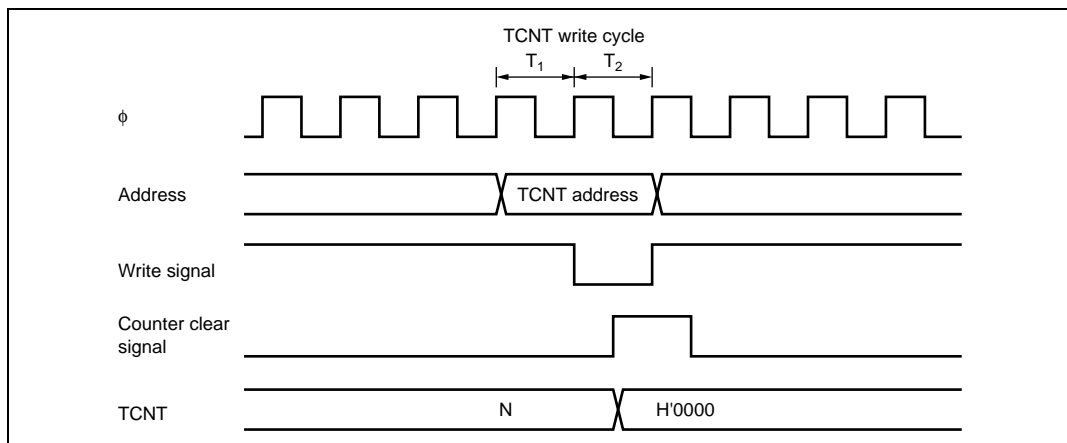 TCNT write cycle
T1 T2
ϕ
Address
TCNT address
Write signal
Counter clear
signal
TCNT
N
H'0000